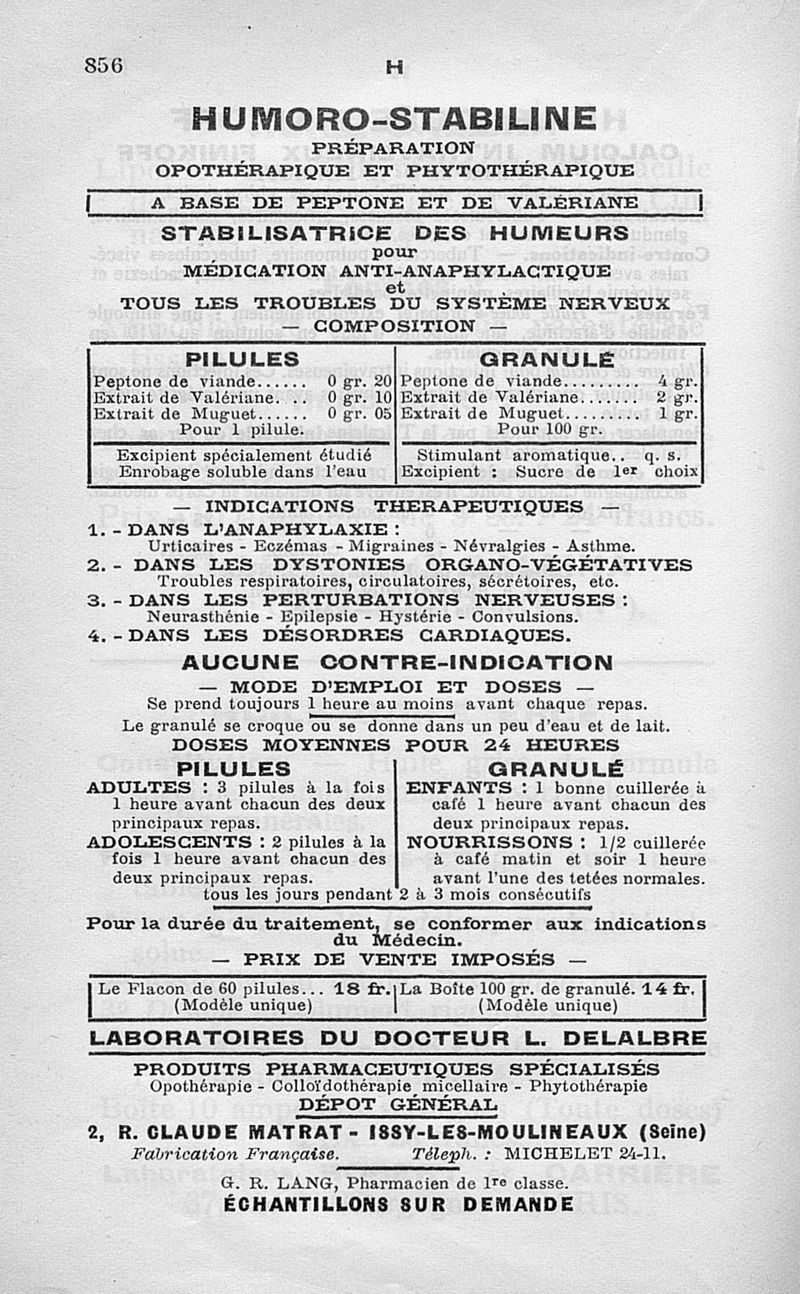 856
H
HUMORO-STABILINE
PRÉPARATION
OPOTHÉRAPIQUE ET PHYTOTHÉRAPIQUE
A BASE DE PEPTONE ET DE VALÉRIANE
STABILISATRICE DES HUMEURS
pour
MÉDICATION ANTI-ANAPHYLACTIQUE
et
TOUS LES TROUBLES DU SYSTÈME NERVEUX
— COMPOSITION —
PILULES
Peptone de viande...... 0 gr. 20
Extrait de Valériane. .. 0 gr. 10
Extrait de Muguet...... 0 gr. 05
Pour 1 pilule.
Excipient spécialement étudié
Enrobage soluble dans l'eau
GRANULÉ
Peptone de viande......... 4 gr.
Extrait de Valériane....... 2 gr.
Extrait de Muguet......... 1 gr.
Pour 100 gr.
Stimulant aromatique.. q. s.
Excipient : Sucre de 1er choix
— INDICATIONS THERAPEUTIQUES —
1. - DANS L'ANAPHYLAXIE :
Urticaires - Eczémas - Migraines - Névralgies - Asthme.
2. - DANS LES DYSTONIES ORGANO-VÉGÉTATIVES
Troubles respiratoires, circulatoires, sécrétoires, etc.
3. - DANS LES PERTURBATIONS NERVEUSES :
Neurasthénie - Epilepsie - Hystérie - Convulsions.
4. - DANS LES DÉSORDRES CARDIAQUES.
AUCUNE CONTRE-INDICATION
— MODE D'EMPLOI ET DOSES —
Se prend toujours 1 heure au moins avant chaque repas.
Le granulé se croque ou se donne dans un peu d'eau et de lait.
DOSES MOYENNES POUR 24 HEURES
PILULES
ADULTES : 3 pilules à la fois
1 heure avant chacun des deux
principaux repas.
ADOLESCENTS : 2 pilules à la
fois 1 heure avant chacun des
deux principaux repas.
GRANULÉ
ENFANTS : 1 bonne cuillerée à
café 1 heure avant chacun des
deux principaux repas.
NOURRISSONS : 1/2 cuillerée
à café matin et soir 1 heure
avant l'une des tetées normales.
tous les jours pendant 2 à 3 mois consécutifs
Pour la durée du traitement, se conformer aux indications
du Médecin.
— PRIX DE VENTE IMPOSÉS —
Le Flacon de 60 pilules... 18 fr.
(Modèle unique)
La Boîte 100 gr. de granulé. 14 fr.
(Modèle unique)
LABORATOIRES DU DOCTEUR L. DELALBRE
PRODUITS PHARMACEUTIQUES SPÉCIALISÉS
Opothérapie - Colloïdothérapie micellaire - Phytothérapie
DÉPOT GÉNÉRAL
2, R. CLAUDE MATRAT - ISSY-LES-MOULINEAUX (Seine)
Fabrication Française. Téleph. : MICHELET 24-11.
G. R. LANG, Pharmacien de 1re classe.
ÉCHANTILLONS SUR DEMANDE